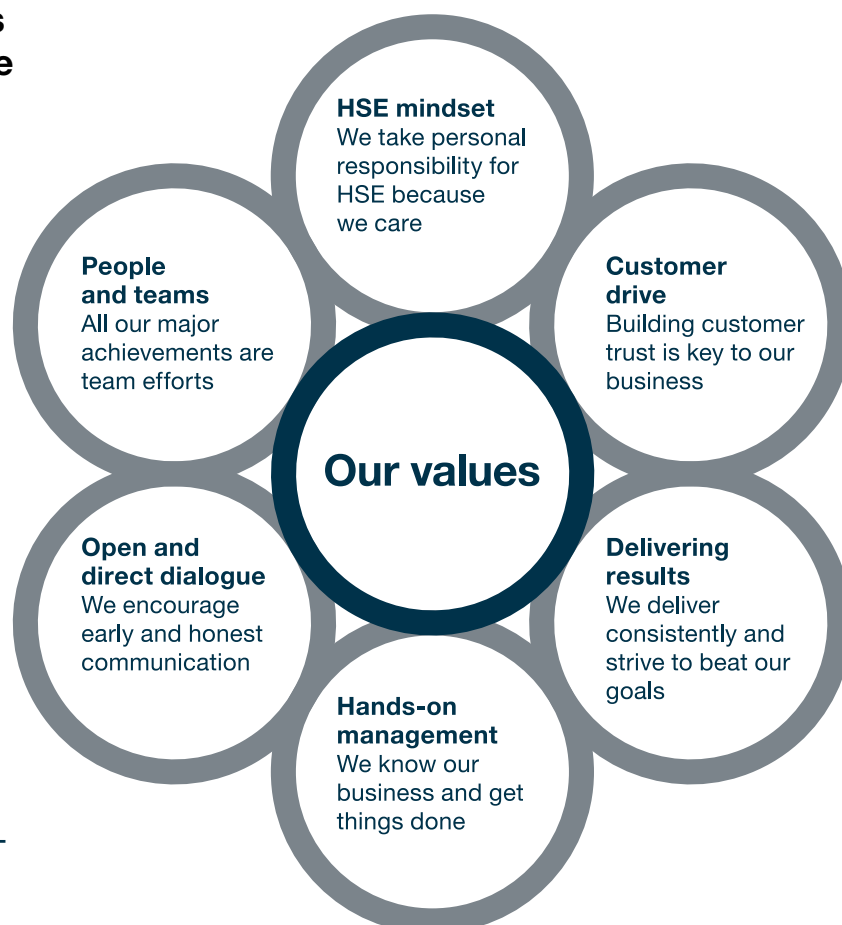 s
e
HSE mindset
We take personal
responsibility for
HSE because
we care
Customer
drive
Building customer
trust is key to our
business
Delivering
results
We deliver
consistently and
strive to beat our
goals
Hands-on
management
We know our
business and get
things done
Open and
direct dialogue
We encourage
early and honest
communication
People
and teams
All our major
achievements are
team efforts
Our values
-